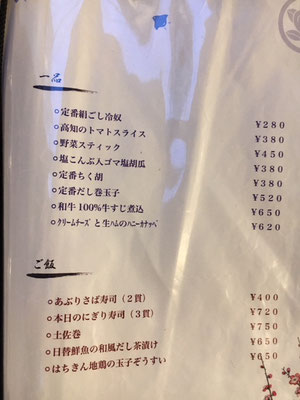 一品
○定番絹ごし冷奴 ¥280
○高知のトマトスライス ¥380
○野菜スティック ¥450
○塩こんぶ入ゴマ塩胡瓜 ¥380
○定番ちく胡 ¥380
○定番だし巻玉子 ¥520
○和牛100%牛すじ煮込 ¥650
○クリームチーズと生ハムのハニーカナッペ ¥620
ご飯
○あぶりさば寿司(2貫) ¥400
○本日のにぎり寿司(3貫) ¥720
○土佐巻 ¥750
○日替鮮魚の和風だし茶漬け ¥650
○はちきん地鶏の玉子ぞうすい ¥650